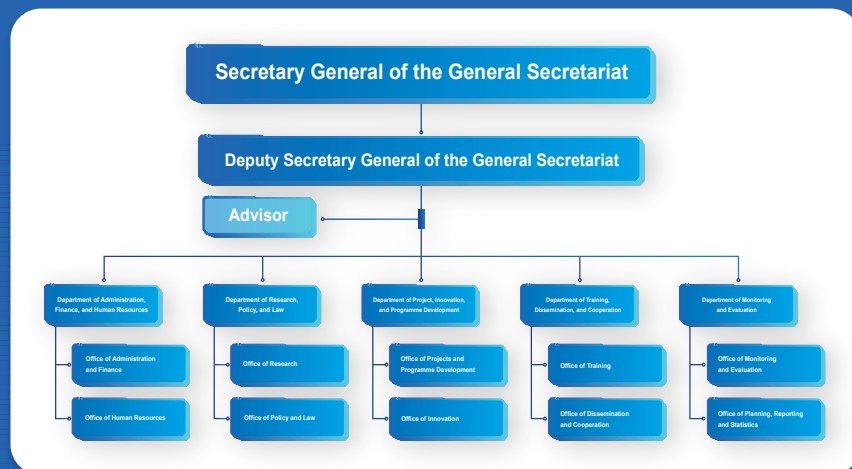 Secretary General of the General Secretariat
Deputy Secretary General of the General Secretariat
Advisor
Department of Administration,
Finance, and Human Resources
Department of Research,
Policy, and Law
Department of Project, Innovation,
and Programme Development
Department of Training,
Dissemination, and Cooperation
Department of Monitoring
and Evaluation
Office of Administration
and Finance
Office of Research
Office of Projects and
Programme Development
Office of Training
Office of Monitoring
and Evaluation
Office of Human Resources
Office of Policy and Law
Office of Innovation
Office of Dissemination
and Cooperation
Office of Planning, Reporting
and Statistics